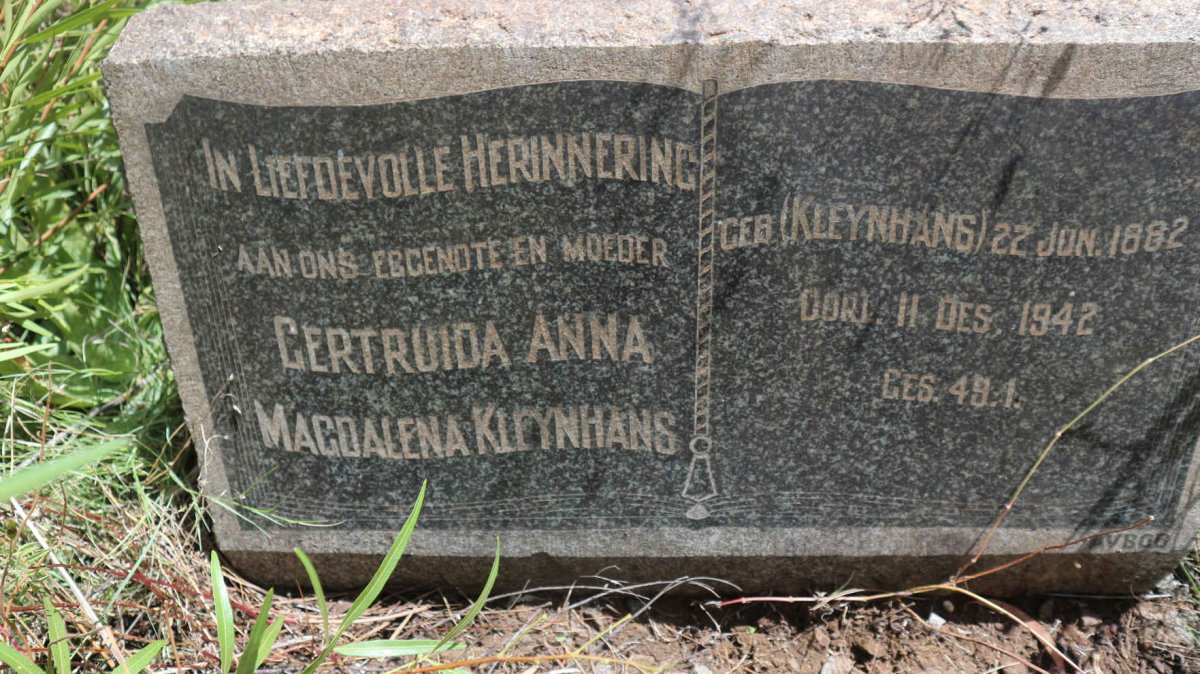 IN LIEFDEVOLLE HERINNERING
AAN ONS EGGENOTE EN MOEDER
GERTRUIDA ANNA
MAGDALENA KLEYNHANS
GEB (KLEYNHANS) 22 JUN. 1882
OORL. 11 DES, 1942
GES. 49:1.
AVBOB